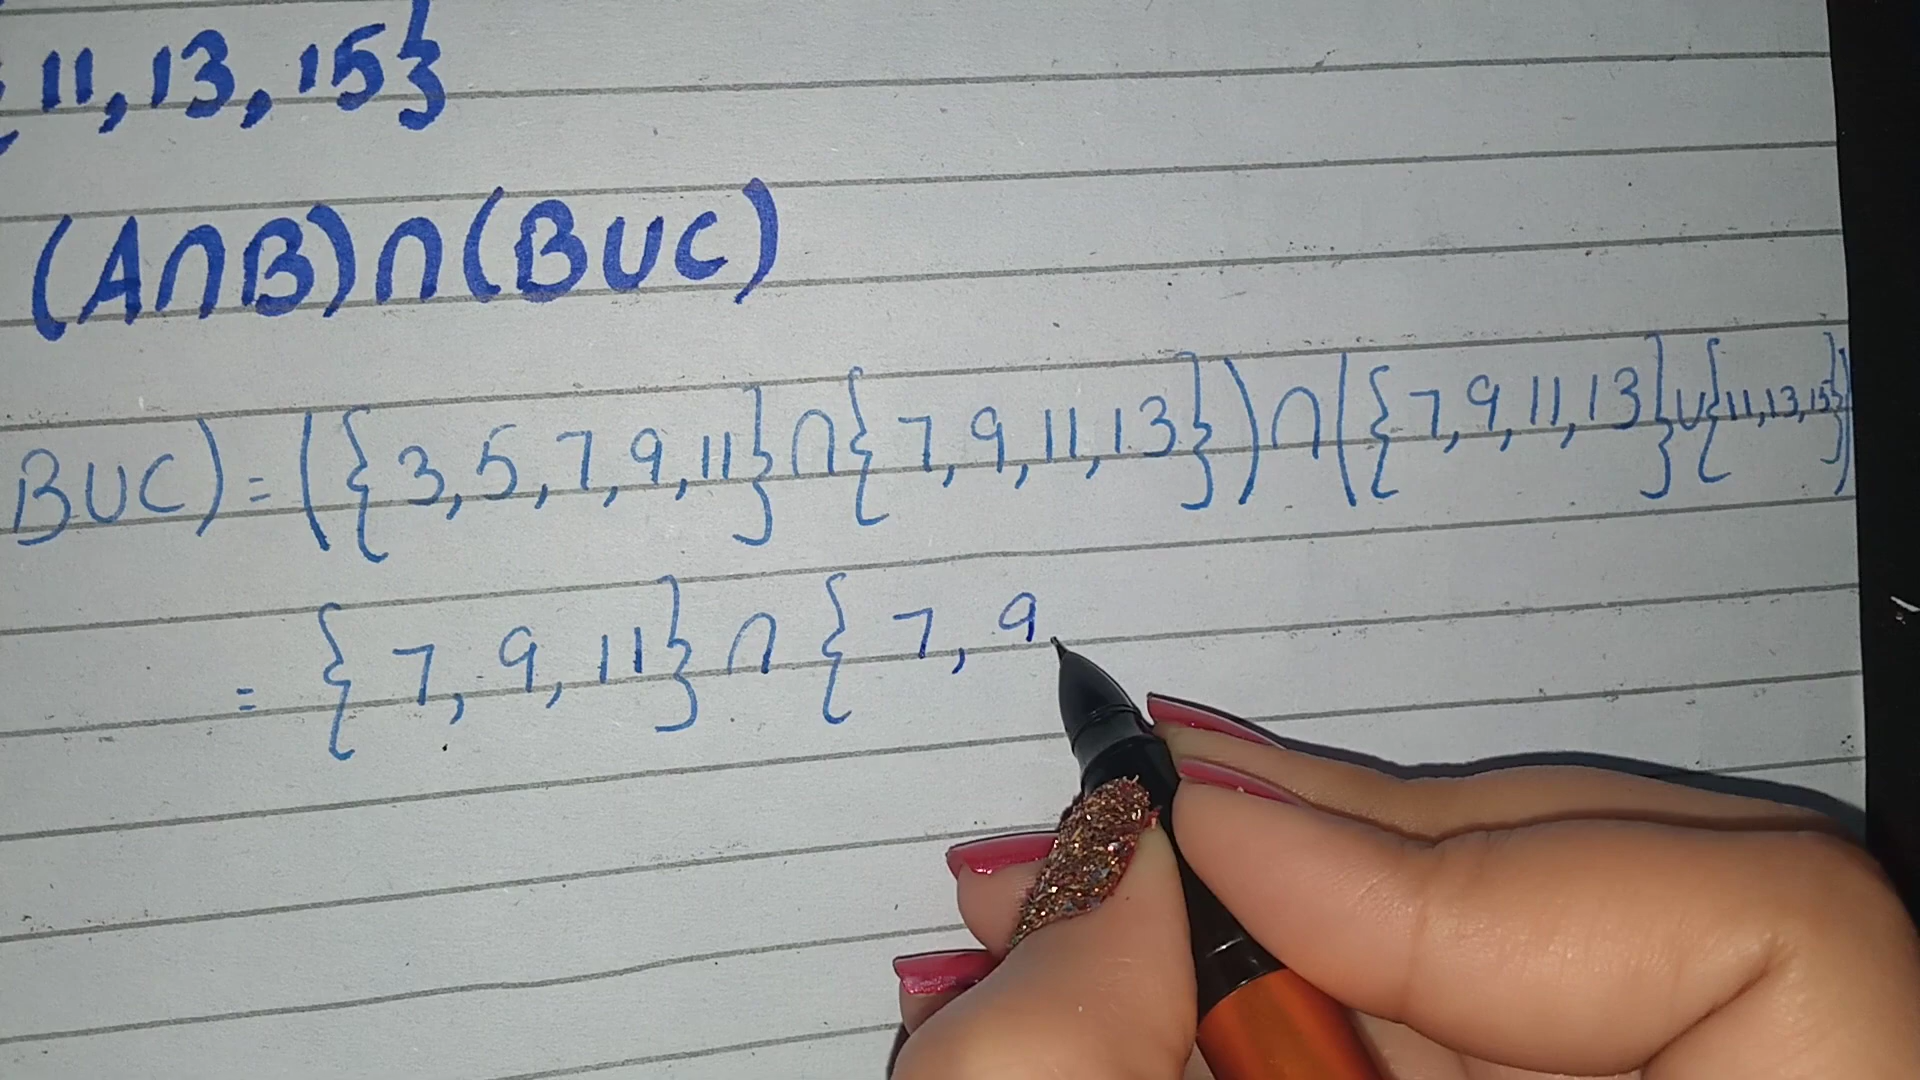 {11, 13, 15}
(A∩B)∩(B∪C)
B∪C) = ({3, 5, 7, 9, 11}∩{7, 9, 11, 13})∩({7, 9, 11, 13}∪{11, 13, 15})
= {7, 9, 11}∩{7, 9